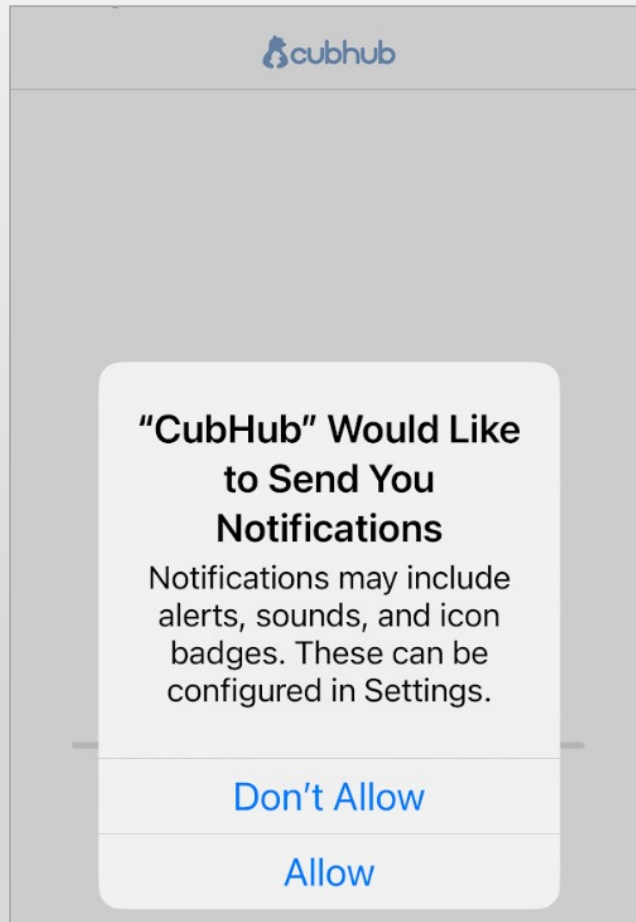 cubhub
“CubHub” Would Like
to Send You
Notifications
Notifications may include
alerts, sounds, and icon
badges. These can be
configured in Settings.
Don’t Allow
Allow